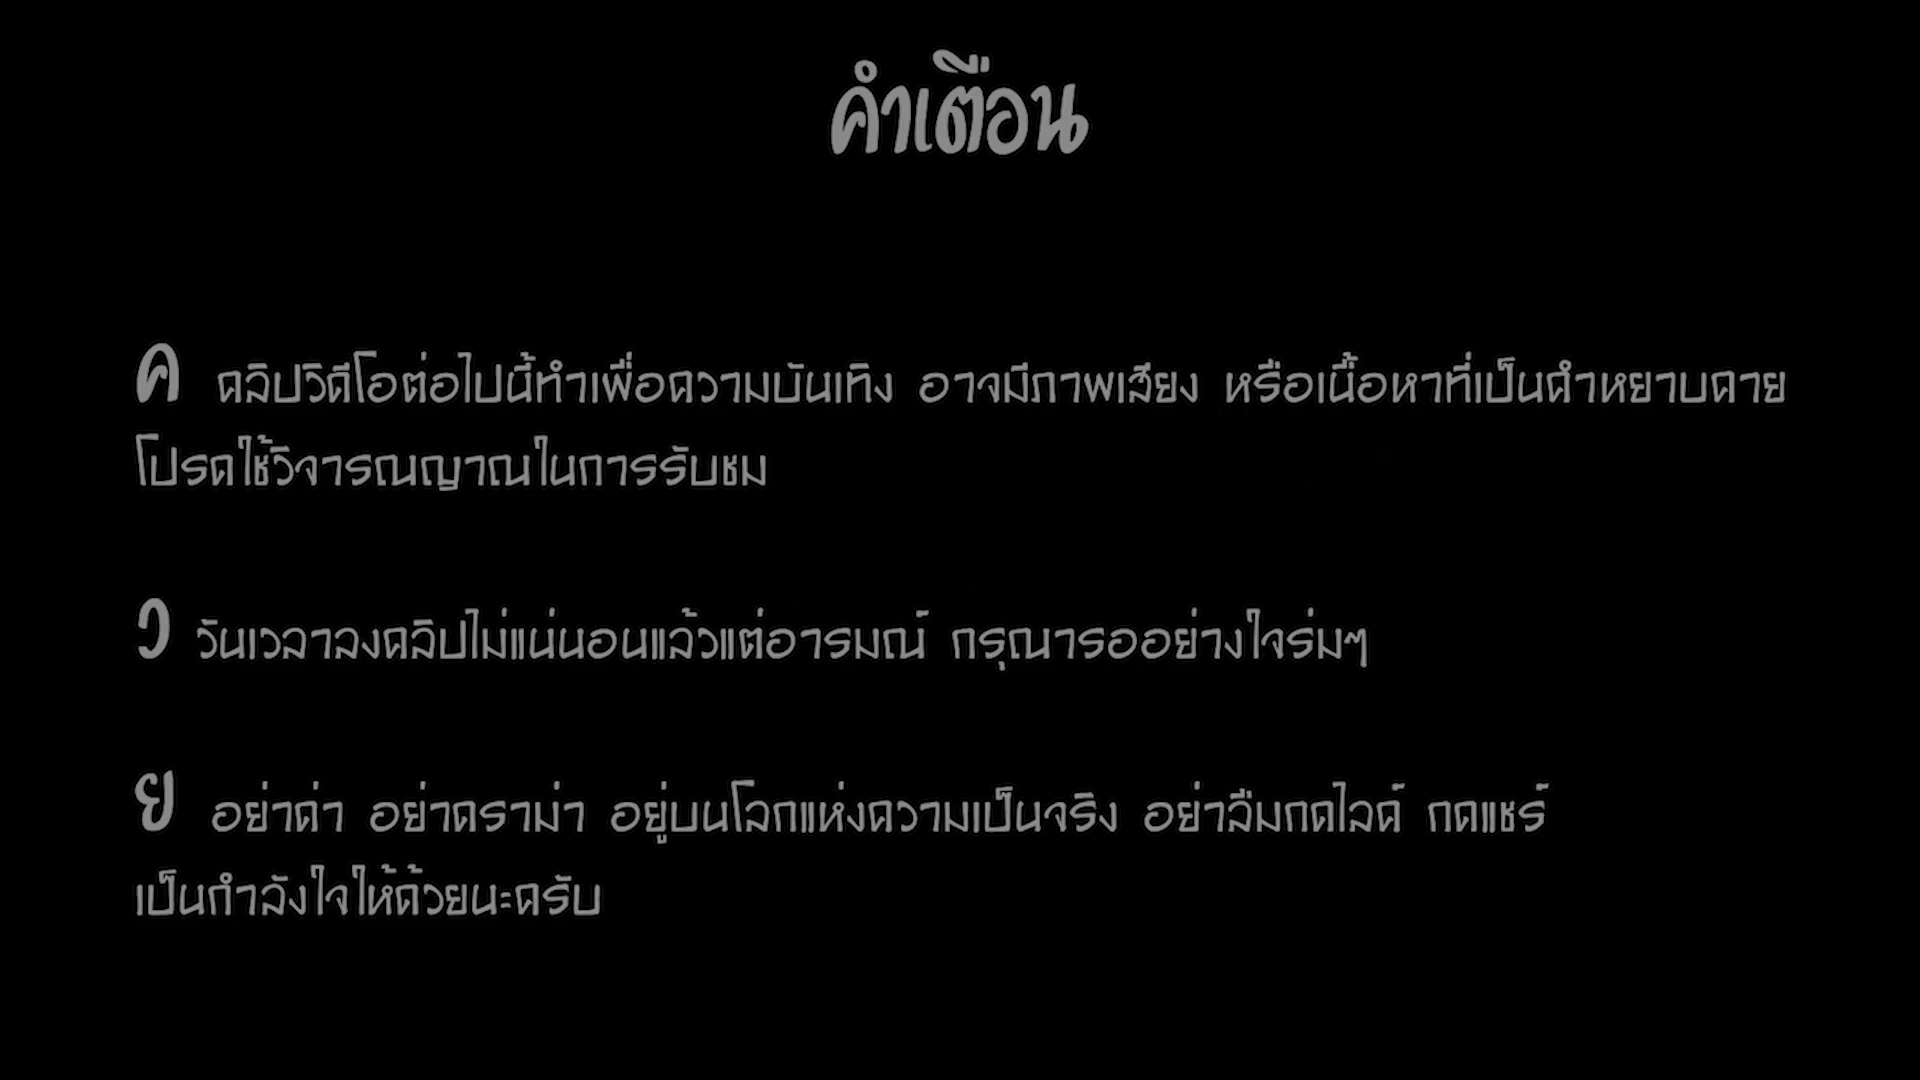 คำเตือน
ค คลิปวิดีโอต่อไปนี้ทำเพื่อความบันเทิง อาจมีภาพเสียง หรือเนื้อหาที่เป็นคำหยาบคาย
โปรดใช้วิจารณญาณในการรับชม
ว วันเวลาลงคลิปไม่แน่นอนแล้วแต่อารมณ์ กรุณารออย่างใจร่มๆ
ย อย่าด่า อย่าดราม่า อยู่บนโลกแห่งความเป็นจริง อย่าลืมกดไลค์ กดแชร์
เป็นกำลังใจให้ด้วยนะครับ